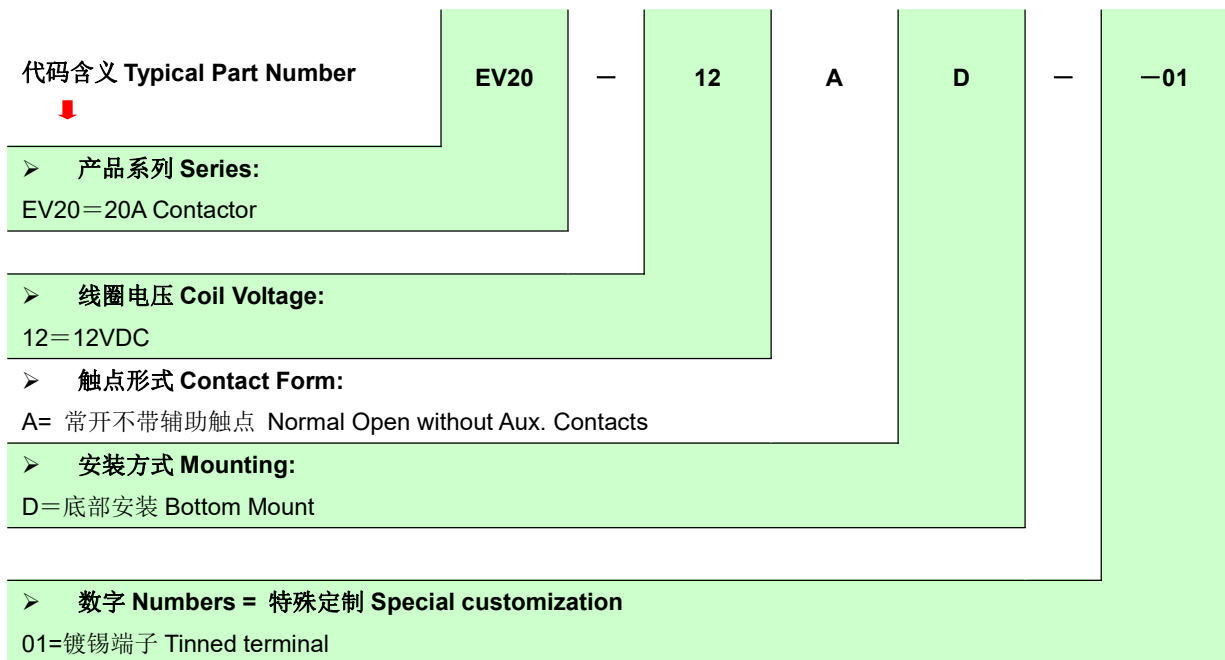 代码含义 Typical Part Number EV20 － 12 A D － －01
➢ 产品系列 Series:
EV20＝20A Contactor
➢ 线圈电压 Coil Voltage:
12＝12VDC
➢ 触点形式 Contact Form:
A= 常开不带辅助触点 Normal Open without Aux. Contacts
➢ 安装方式 Mounting:
D＝底部安装 Bottom Mount
➢ 数字 Numbers = 特殊定制 Special customization
01=镀锡端子 Tinned terminal